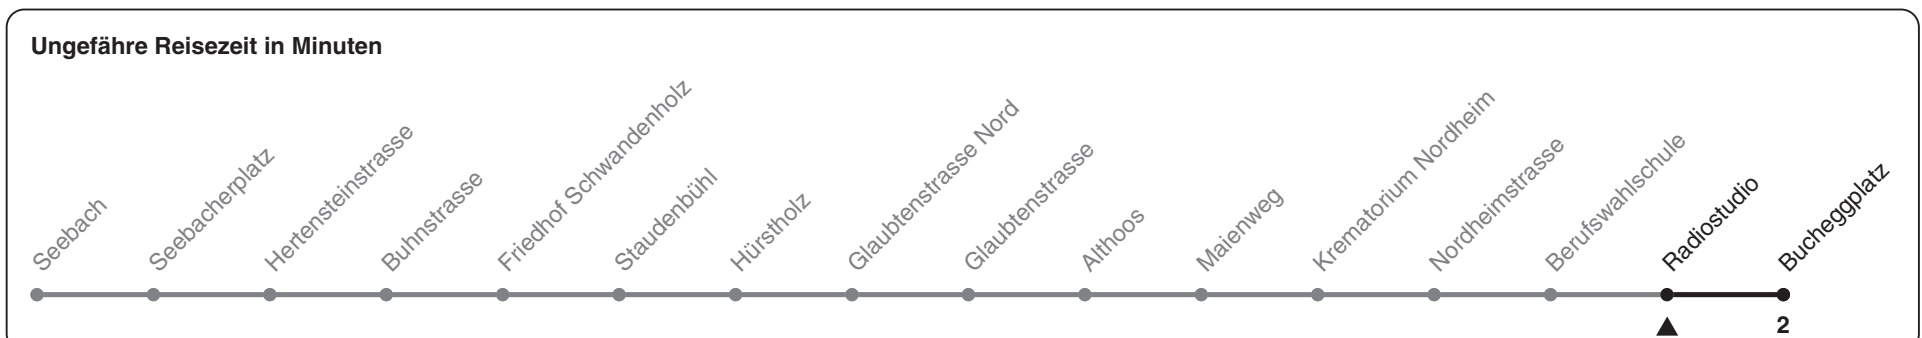 Ungefähre Reisezeit in Minuten
Seebach
Seebacherplatz
Hertensteinstrasse
Buhnstrasse
Friedhof Schwandenholz
Staudenbühl
Hürstholz
Glaubtenstrasse Nord
Glaubtenstrasse
Althoos
Maienweg
Krematorium Nordheim
Nordheimstrasse
Berufswahlschule
Radiostudio
Bucheggplatz
2